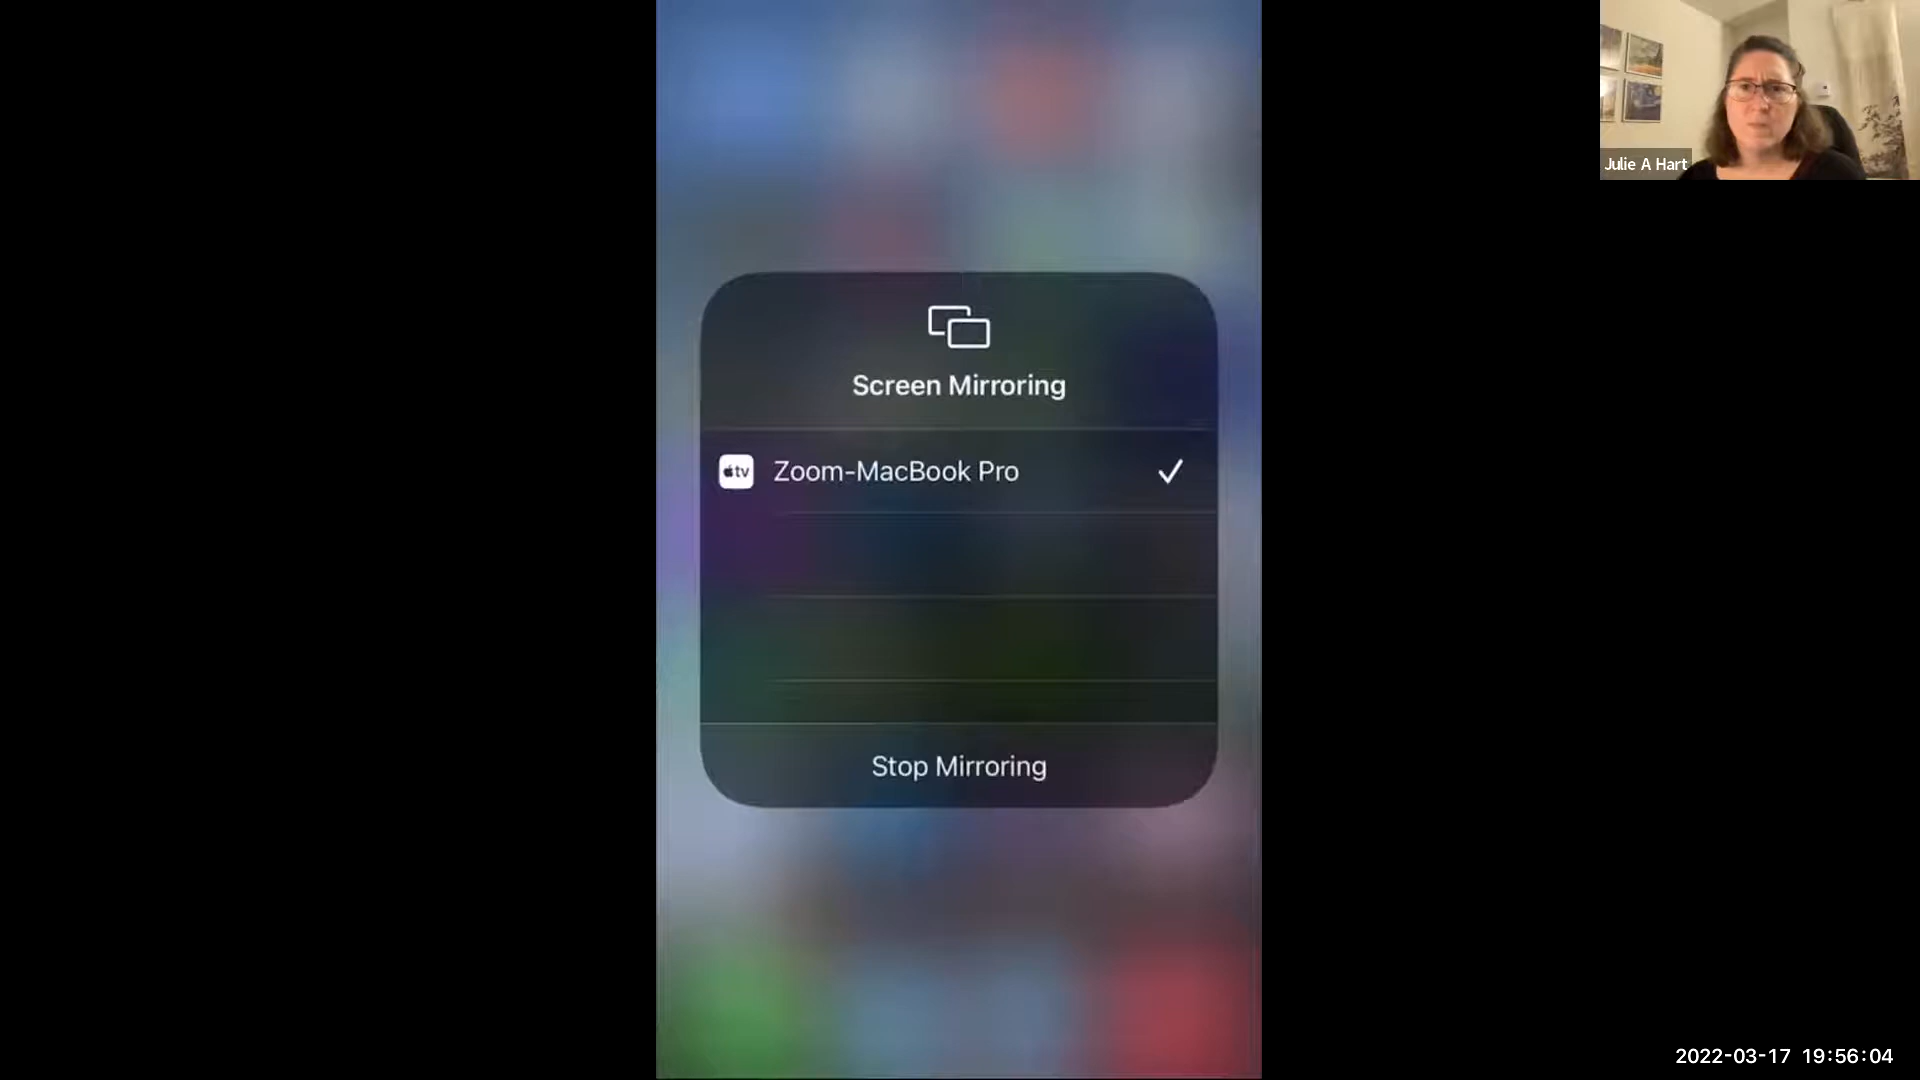 Julie A Hart
Screen Mirroring
tv Zoom-MacBook Pro
Stop Mirroring
2022-03-17 19:56:04